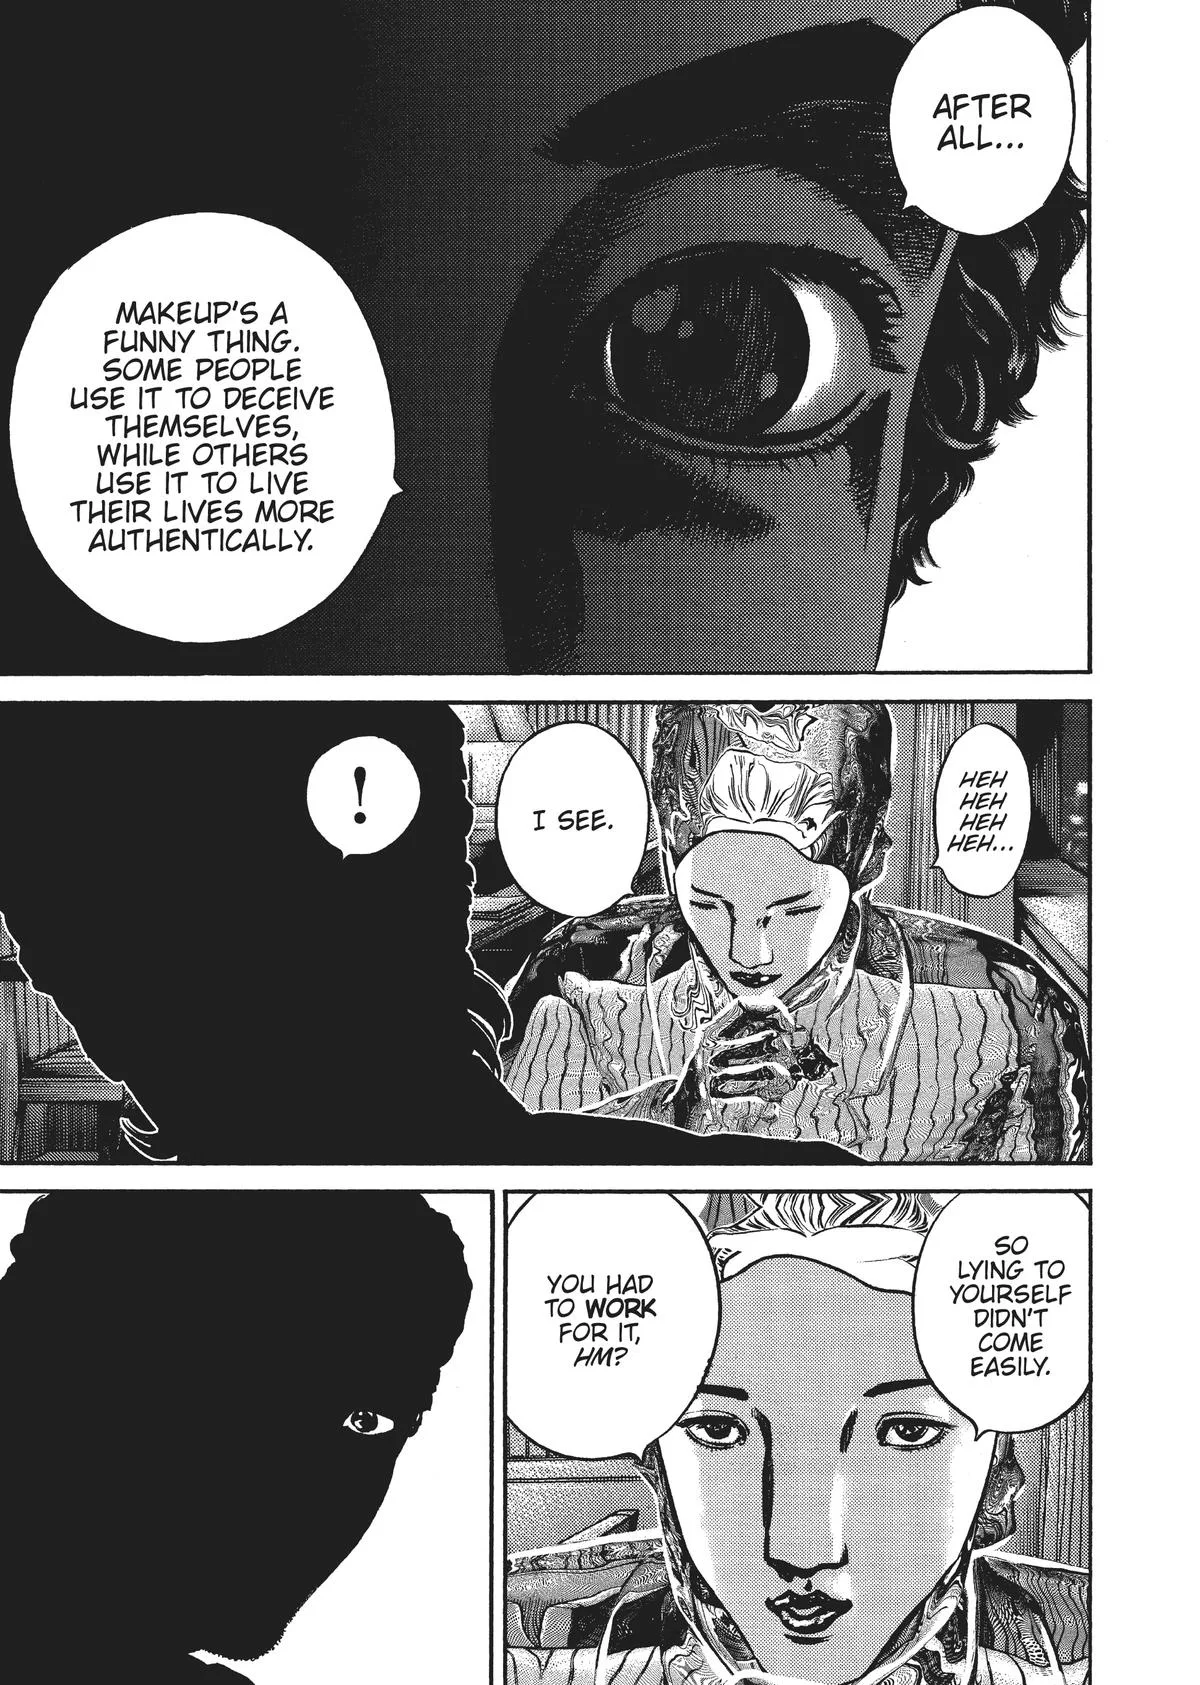 AFTER
ALL...
MAKEUP'S A
FUNNY THING.
SOME PEOPLE
USE IT TO DECEIVE
THEMSELVES,
WHILE OTHERS
USE IT TO LIVE
THEIR LIVES MORE
AUTHENTICALLY.
HEH
HEH
HEH
HEH...
I SEE.
!
SO
LYING TO
YOURSELF
DIDN'T
COME
EASILY.
YOU HAD
TO WORK
FOR IT,
HM?